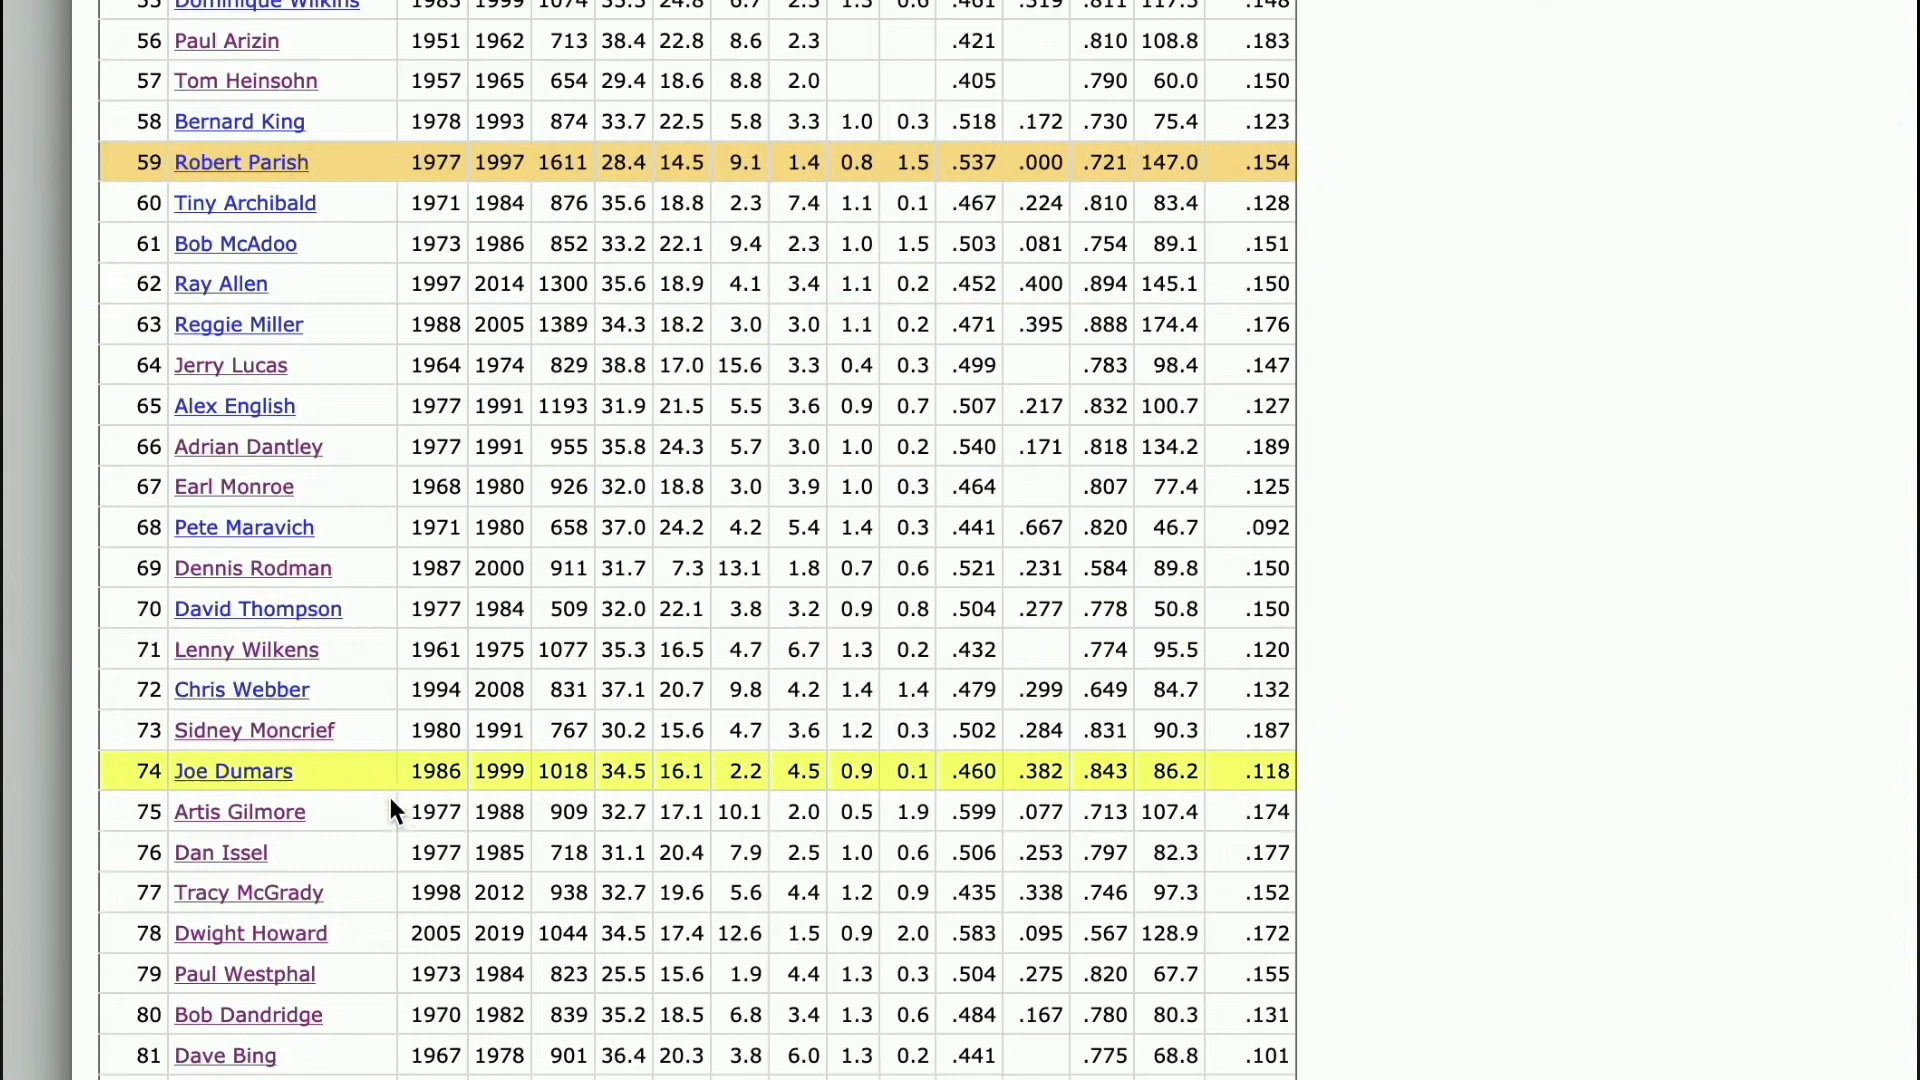 55 Dominique Wilkins 1983 1999 1074 35.5 24.8 6.7 2.5 1.3 0.6 .461 .319 .811 117.5 .148
56 Paul Arizin 1951 1962 713 38.4 22.8 8.6 2.3 .421 .810 108.8 .183
57 Tom Heinsohn 1957 1965 654 29.4 18.6 8.8 2.0 .405 .790 60.0 .150
58 Bernard King 1978 1993 874 33.7 22.5 5.8 3.3 1.0 0.3 .518 .172 .730 75.4 .123
59 Robert Parish 1977 1997 1611 28.4 14.5 9.1 1.4 0.8 1.5 .537 .000 .721 147.0 .154
60 Tiny Archibald 1971 1984 876 35.6 18.8 2.3 7.4 1.1 0.1 .467 .224 .810 83.4 .128
61 Bob McAdoo 1973 1986 852 33.2 22.1 9.4 2.3 1.0 1.5 .503 .081 .754 89.1 .151
62 Ray Allen 1997 2014 1300 35.6 18.9 4.1 3.4 1.1 0.2 .452 .400 .894 145.1 .150
63 Reggie Miller 1988 2005 1389 34.3 18.2 3.0 3.0 1.1 0.2 .471 .395 .888 174.4 .176
64 Jerry Lucas 1964 1974 829 38.8 17.0 15.6 3.3 0.4 0.3 .499 .783 98.4 .147
65 Alex English 1977 1991 1193 31.9 21.5 5.5 3.6 0.9 0.7 .507 .217 .832 100.7 .127
66 Adrian Dantley 1977 1991 955 35.8 24.3 5.7 3.0 1.0 0.2 .540 .171 .818 134.2 .189
67 Earl Monroe 1968 1980 926 32.0 18.8 3.0 3.9 1.0 0.3 .464 .807 77.4 .125
68 Pete Maravich 1971 1980 658 37.0 24.2 4.2 5.4 1.4 0.3 .441 .667 .820 46.7 .092
69 Dennis Rodman 1987 2000 911 31.7 7.3 13.1 1.8 0.7 0.6 .521 .231 .584 89.8 .150
70 David Thompson 1977 1984 509 32.0 22.1 3.8 3.2 0.9 0.8 .504 .277 .778 50.8 .150
71 Lenny Wilkens 1961 1975 1077 35.3 16.5 4.7 6.7 1.3 0.2 .432 .774 95.5 .120
72 Chris Webber 1994 2008 831 37.1 20.7 9.8 4.2 1.4 1.4 .479 .299 .649 84.7 .132
73 Sidney Moncrief 1980 1991 767 30.2 15.6 4.7 3.6 1.2 0.3 .502 .284 .831 90.3 .187
74 Joe Dumars 1986 1999 1018 34.5 16.1 2.2 4.5 0.9 0.1 .460 .382 .843 86.2 .118
75 Artis Gilmore 1977 1988 909 32.7 17.1 10.1 2.0 0.5 1.9 .599 .077 .713 107.4 .174
76 Dan Issel 1977 1985 718 31.1 20.4 7.9 2.5 1.0 0.6 .506 .253 .797 82.3 .177
77 Tracy McGrady 1998 2012 938 32.7 19.6 5.6 4.4 1.2 0.9 .435 .338 .746 97.3 .152
78 Dwight Howard 2005 2019 1044 34.5 17.4 12.6 1.5 0.9 2.0 .583 .095 .567 128.9 .172
79 Paul Westphal 1973 1984 823 25.5 15.6 1.9 4.4 1.3 0.3 .504 .275 .820 67.7 .155
80 Bob Dandridge 1970 1982 839 35.2 18.5 6.8 3.4 1.3 0.6 .484 .167 .780 80.3 .131
81 Dave Bing 1967 1978 901 36.4 20.3 3.8 6.0 1.3 0.2 .441 .775 68.8 .101